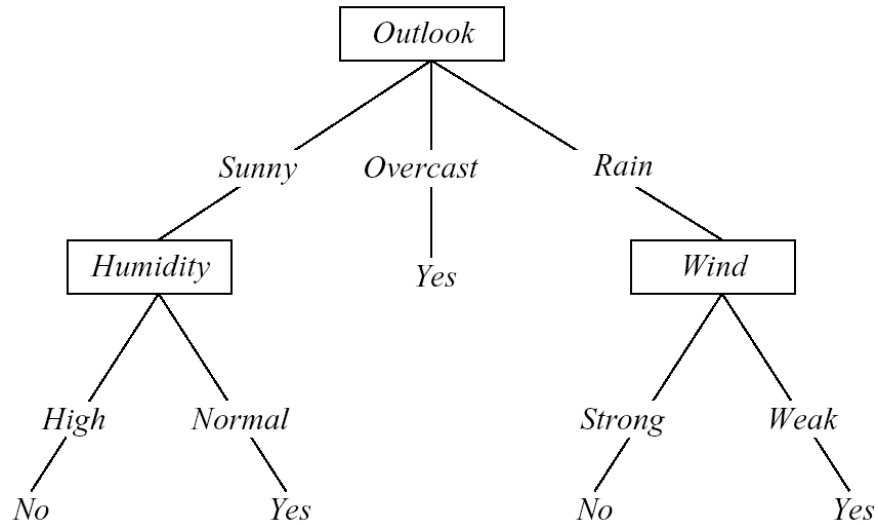 Outlook
Sunny Overcast Rain
Humidity Yes Wind
High Normal Strong Weak
No Yes No Yes